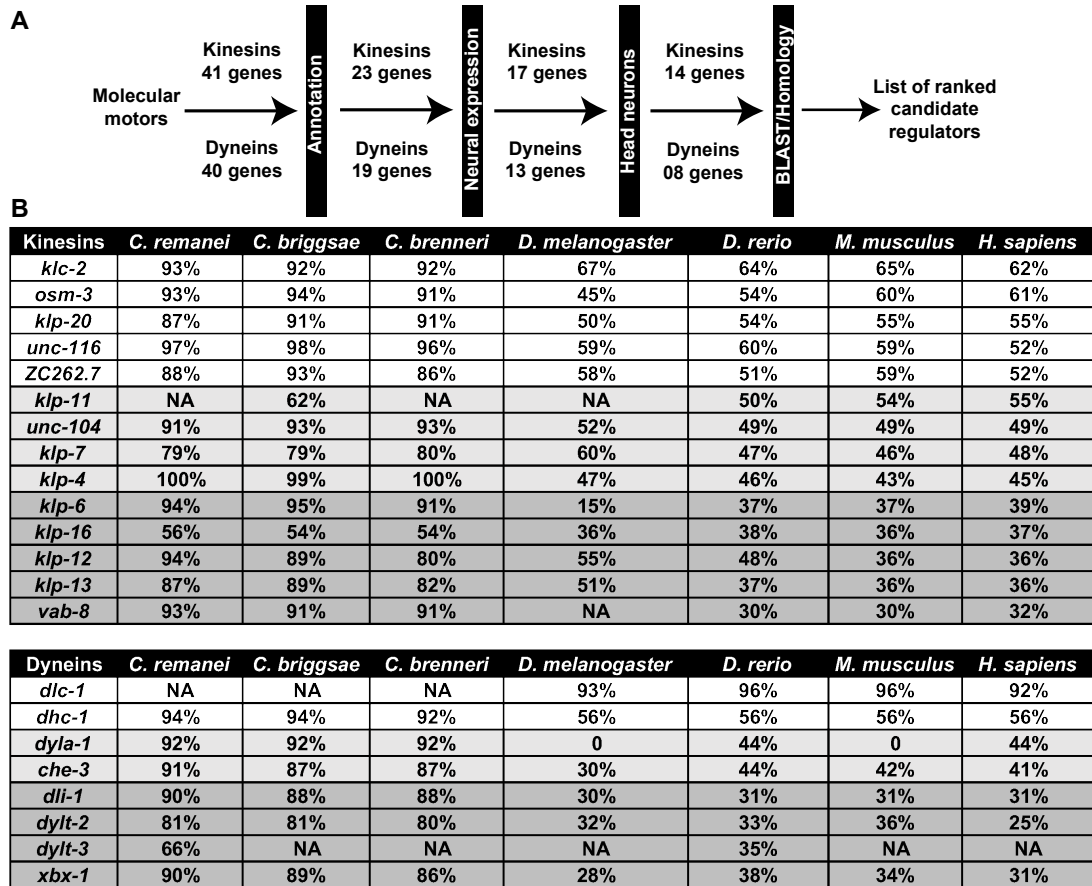 A
Molecular
motors
Kinesins
41 genes
Dyneins
40 genes
Annotation
Kinesins
23 genes
Dyneins
19 genes
Neural expression
Kinesins
17 genes
Dyneins
13 genes
Head neurons
Kinesins
14 genes
Dyneins
08 genes
BLAST/Homology
List of ranked
candidate
regulators
B
Kinesins C. remanei C. briggsae C. brenneri D. melanogaster D. rerio M. musculus H. sapiens
klc-2 93% 92% 92% 67% 64% 65% 62%
osm-3 93% 94% 91% 45% 54% 60% 61%
klp-20 87% 91% 91% 50% 54% 55% 55%
unc-116 97% 98% 96% 59% 60% 59% 52%
ZC262.7 88% 93% 86% 58% 51% 59% 52%
klp-11 NA 62% NA NA 50% 54% 55%
unc-104 91% 93% 93% 52% 49% 49% 49%
klp-7 79% 79% 80% 60% 47% 46% 48%
klp-4 100% 99% 100% 47% 46% 43% 45%
klp-6 94% 95% 91% 15% 37% 37% 39%
klp-16 56% 54% 54% 36% 38% 36% 37%
klp-12 94% 89% 80% 55% 48% 36% 36%
klp-13 87% 89% 82% 51% 37% 36% 36%
vab-8 93% 91% 91% NA 30% 30% 32%
Dyneins C. remanei C. briggsae C. brenneri D. melanogaster D. rerio M. musculus H. sapiens
dlc-1 NA NA NA 93% 96% 96% 92%
dhc-1 94% 94% 92% 56% 56% 56% 56%
dyla-1 92% 92% 92% 0 44% 0 44%
che-3 91% 87% 87% 30% 44% 42% 41%
dli-1 90% 88% 88% 30% 31% 31% 31%
dylt-2 81% 81% 80% 32% 33% 36% 25%
dylt-3 66% NA NA NA 35% NA NA
xbx-1 90% 89% 86% 28% 38% 34% 31%